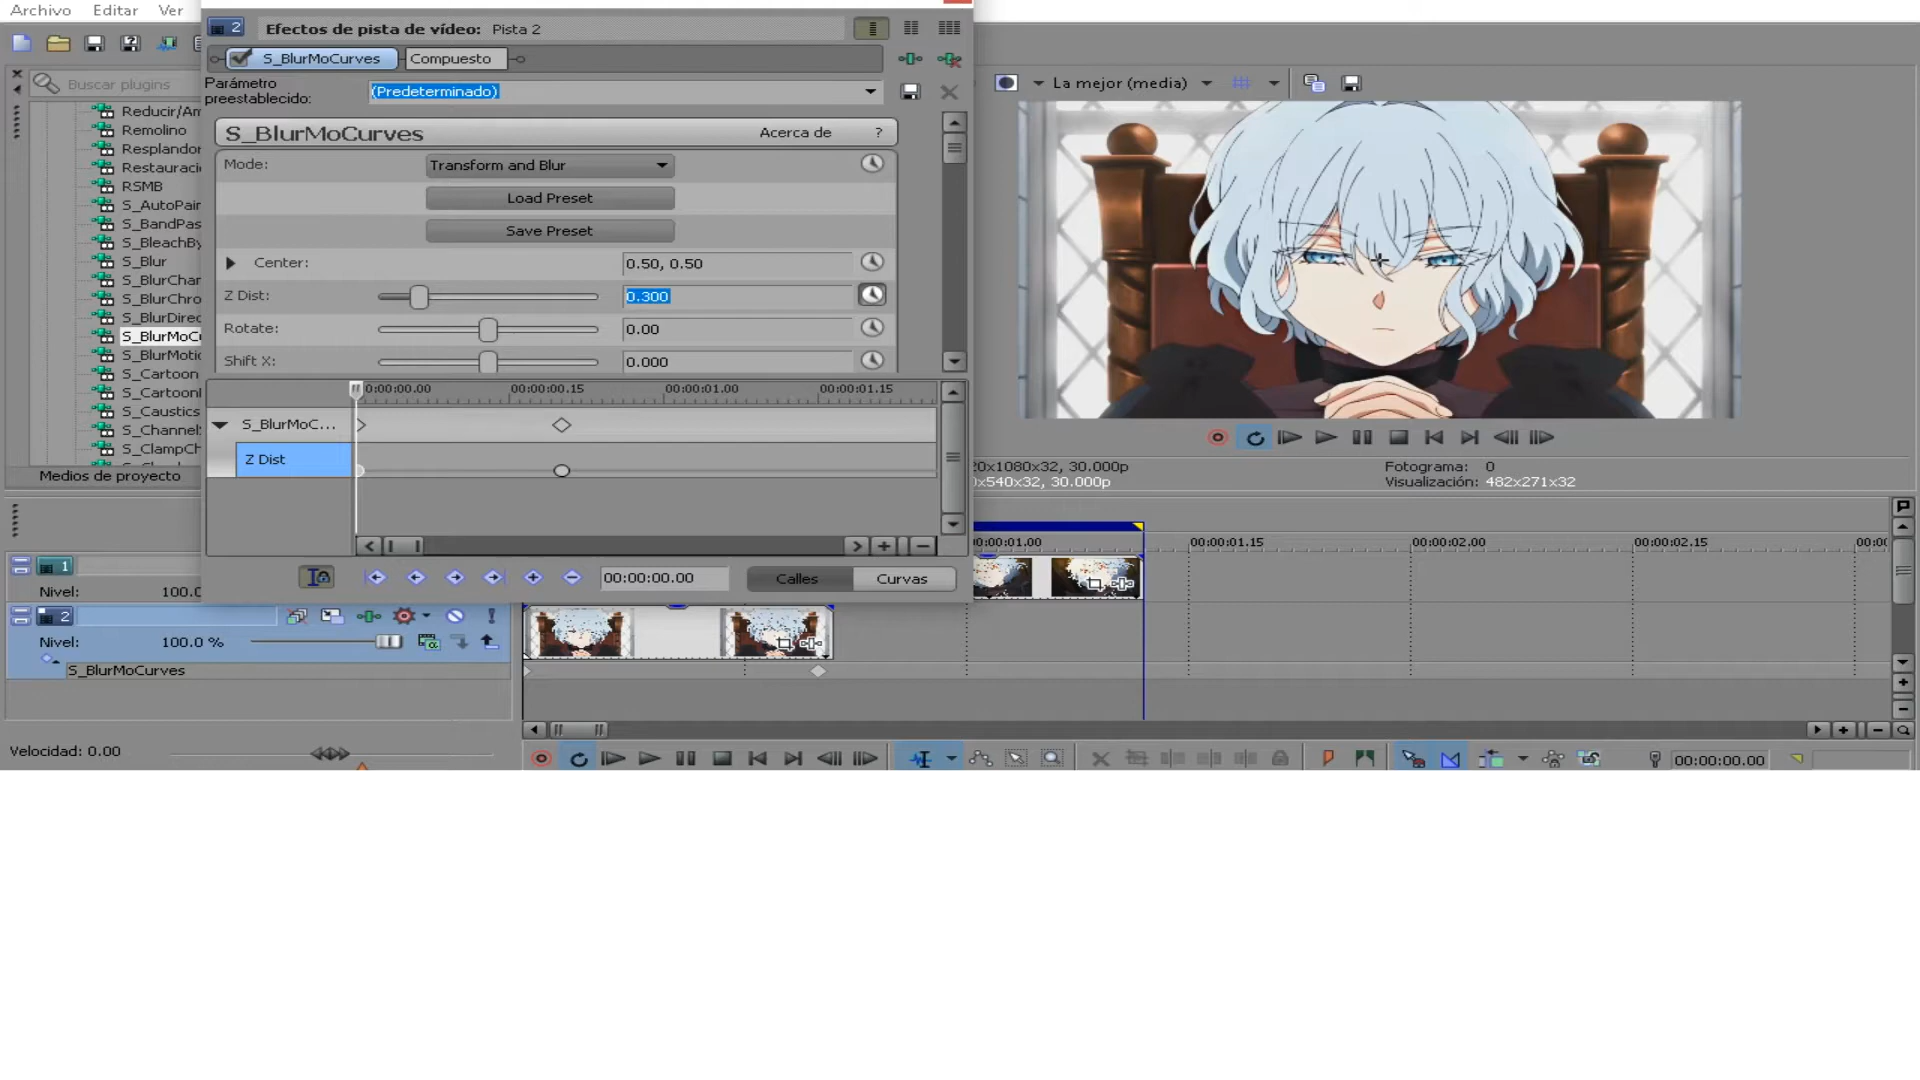 Archivo Editar Ver
2 Efectos de pista de vídeo: Pista 2
S_BlurMoCurves Compuesto
Parámetro preestablecido: (Predeterminado)
Buscar plugins
La mejor (media)
Reducir/An
Remolino
Resplandor
Restauraci
RSMB
S_AutoPair
S_BandPas
S_BleachBy
S_Blur
S_BlurChar
S_BlurChro
S_BlurDirec
S_BlurMoCu
S_BlurMotic
S_Cartoon
S_Cartoon
S_Caustics
S_Channel
S_ClampCh
Medios de proyecto
S_BlurMoCurves Acerca de ?
Mode: Transform and Blur
Load Preset
Save Preset
Center: 0.50, 0.50
Z Dist: 0.300
Rotate: 0.00
Shift X: 0.000
0:00:00.00 00:00:00.15 00:00:01.00 00:00:01.15
S_BlurMoC...
Z Dist
00:00:00.00 Calles Curvas
20x1080x32, 30.000p Fotograma: 0
0x540x32, 30.000p Visualización: 482x271x32
00:00:01.00 00:00:01.15 00:00:02.00 00:00:02.15 00:0
1
Nivel: 100.
2
Nivel: 100.0 %
S_BlurMoCurves
Velocidad: 0.00
00:00:00.00